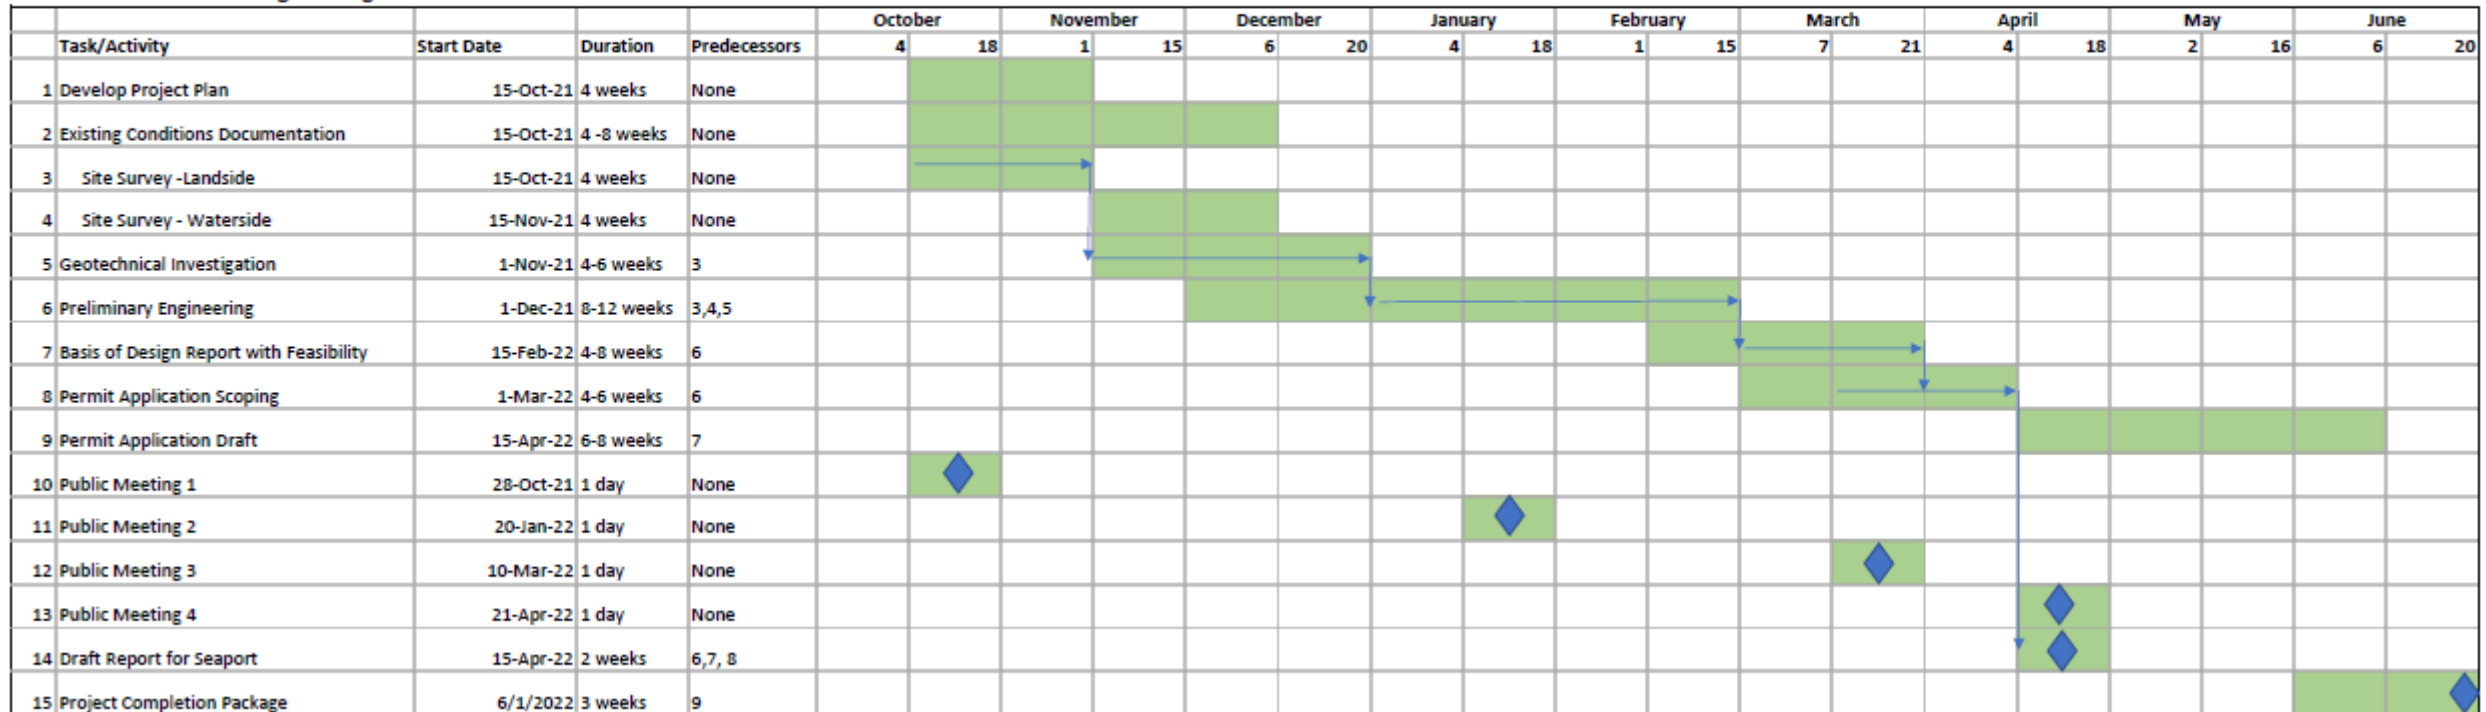 October November December January February March April May June
Task/Activity Start Date Duration Predecessors 4 18 1 15 6 20 4 18 1 15 7 21 4 18 2 16 6 20
1 Develop Project Plan 15-Oct-21 4 weeks None
2 Existing Conditions Documentation 15-Oct-21 4 -8 weeks None
3 Site Survey -Landside 15-Oct-21 4 weeks None
4 Site Survey - Waterside 15-Nov-21 4 weeks None
5 Geotechnical Investigation 1-Nov-21 4-6 weeks 3
6 Preliminary Engineering 1-Dec-21 8-12 weeks 3,4,5
7 Basis of Design Report with Feasibility 15-Feb-22 4-8 weeks 6
8 Permit Application Scoping 1-Mar-22 4-6 weeks 6
9 Permit Application Draft 15-Apr-22 6-8 weeks 7
10 Public Meeting 1 28-Oct-21 1 day None
11 Public Meeting 2 20-Jan-22 1 day None
12 Public Meeting 3 10-Mar-22 1 day None
13 Public Meeting 4 21-Apr-22 1 day None
14 Draft Report for Seaport 15-Apr-22 2 weeks 6,7, 8
15 Project Completion Package 6/1/2022 3 weeks 9